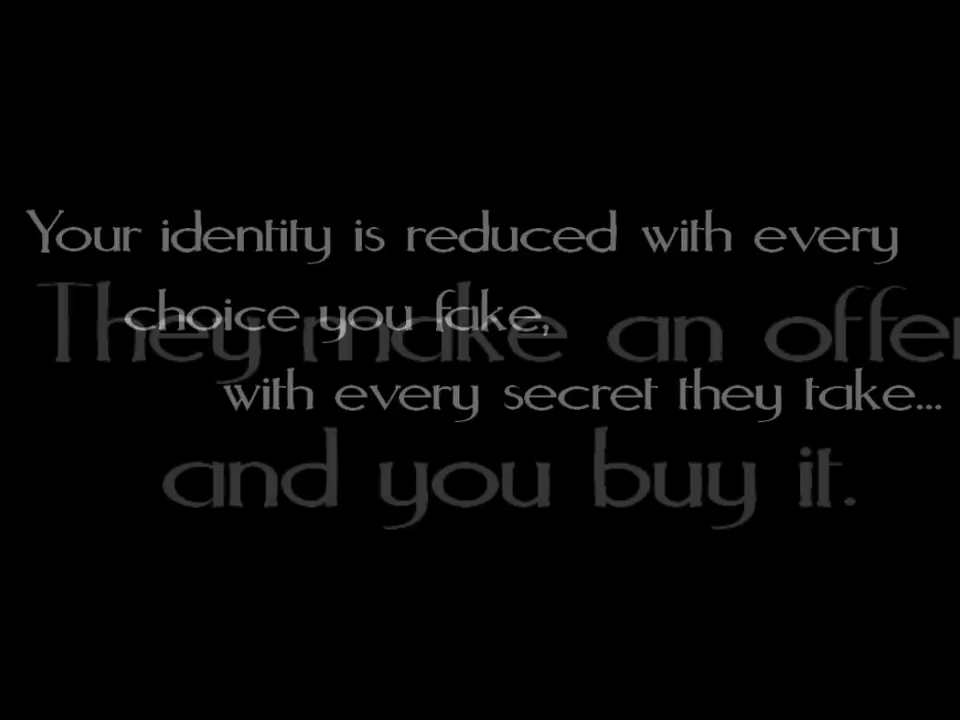 Your identity is reduced with every
choice you fake,
with every secret they take...
They make an offer
and you buy it.